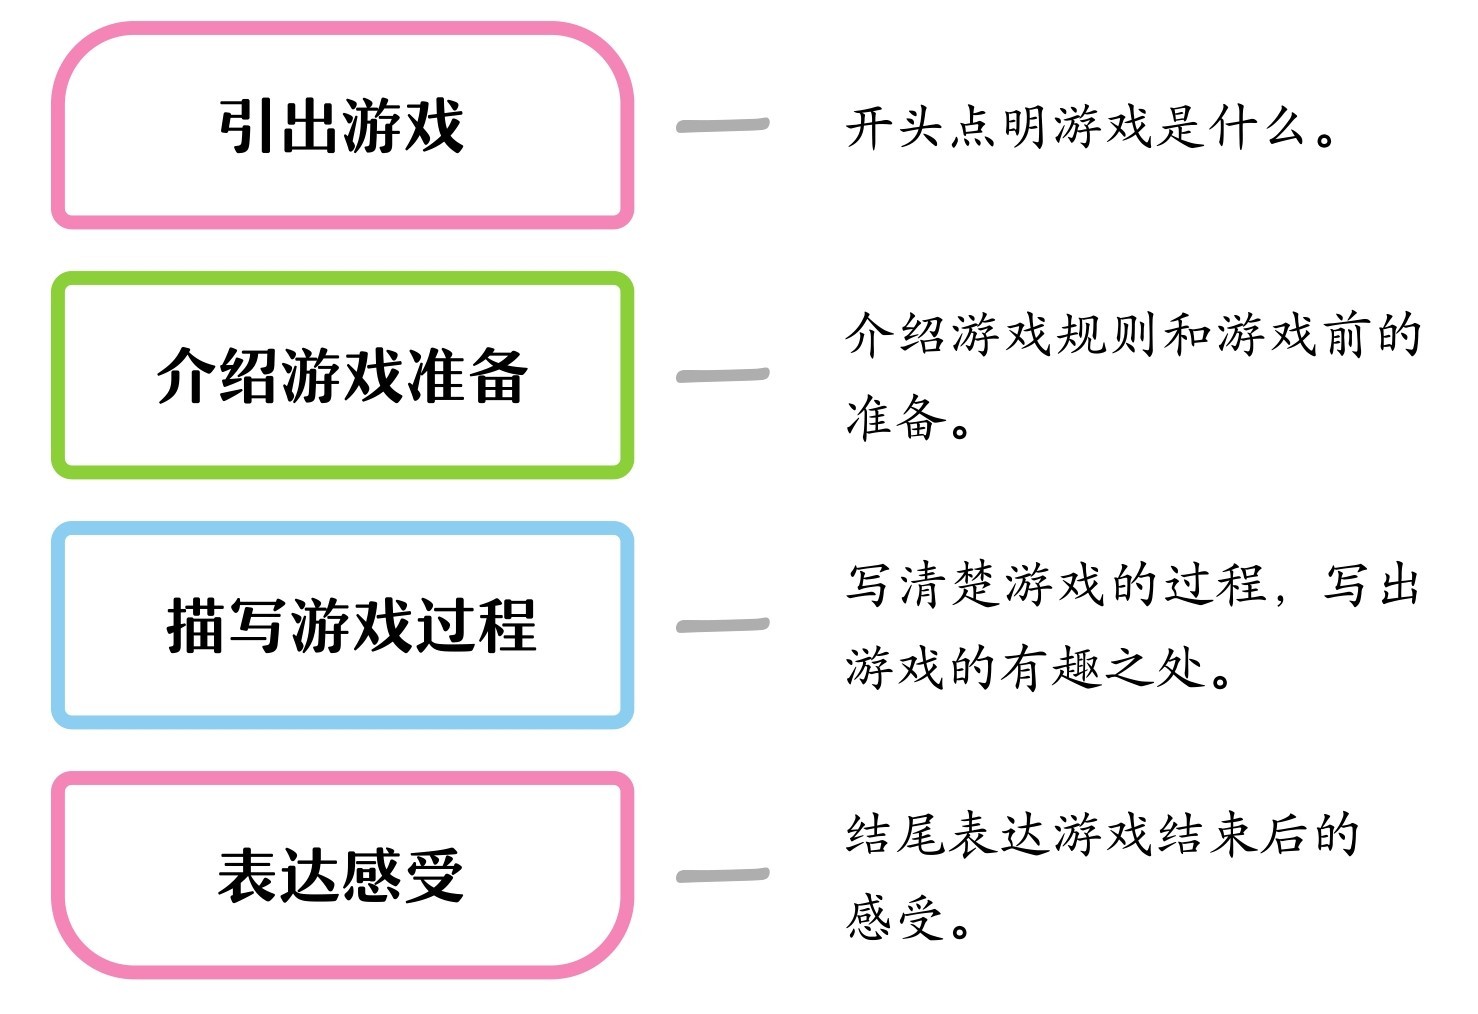 引出游戏
开头点明游戏是什么。
介绍游戏准备
介绍游戏规则和游戏前的
准备。
描写游戏过程
写清楚游戏的过程，写出
游戏的有趣之处。
表达感受
结尾表达游戏结束后的
感受。